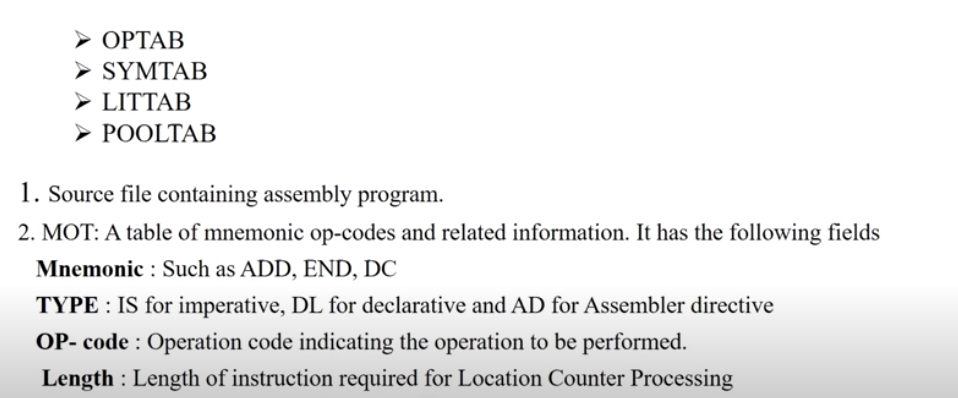 ➢ OPTAB
➢ SYMTAB
➢ LITTAB
➢ POOLTAB
1. Source file containing assembly program.
2. MOT: A table of mnemonic op-codes and related information. It has the following fields
Mnemonic : Such as ADD, END, DC
TYPE : IS for imperative, DL for declarative and AD for Assembler directive
OP- code : Operation code indicating the operation to be performed.
Length : Length of instruction required for Location Counter Processing